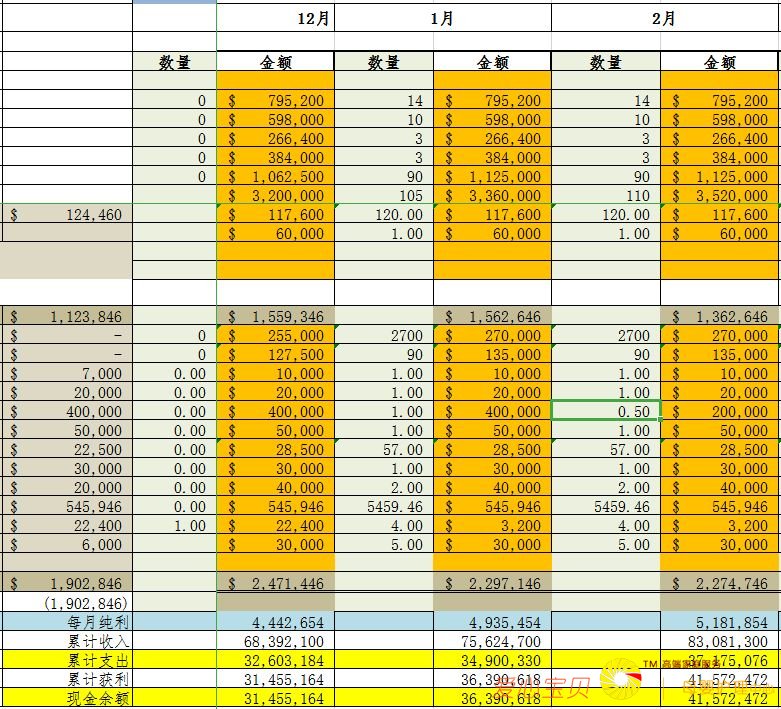 12月 1月 2月
数量 金额 数量 金额 数量 金额
0 $ 795,200 14 $ 795,200 14 $ 795,200
0 $ 598,000 10 $ 598,000 10 $ 598,000
0 $ 266,400 3 $ 266,400 3 $ 266,400
0 $ 384,000 3 $ 384,000 3 $ 384,000
0 $ 1,062,500 90 $ 1,125,000 90 $ 1,125,000
$ 3,200,000 105 $ 3,360,000 110 $ 3,520,000
$ 124,460 $ 117,600 120.00 $ 117,600 120.00 $ 117,600
$ 60,000 1.00 $ 60,000 1.00 $ 60,000
$ 1,123,846 $ 1,559,346 $ 1,562,646 $ 1,362,646
$ - 0 $ 255,000 2700 $ 270,000 2700 $ 270,000
$ - 0 $ 127,500 90 $ 135,000 90 $ 135,000
$ 7,000 0.00 $ 10,000 1.00 $ 10,000 1.00 $ 10,000
$ 20,000 0.00 $ 20,000 1.00 $ 20,000 1.00 $ 20,000
$ 400,000 0.00 $ 400,000 1.00 $ 400,000 0.50 $ 200,000
$ 50,000 0.00 $ 50,000 1.00 $ 50,000 1.00 $ 50,000
$ 22,500 0.00 $ 28,500 57.00 $ 28,500 57.00 $ 28,500
$ 30,000 0.00 $ 30,000 1.00 $ 30,000 1.00 $ 30,000
$ 20,000 0.00 $ 40,000 2.00 $ 40,000 2.00 $ 40,000
$ 545,946 0.00 $ 545,946 5459.46 $ 545,946 5459.46 $ 545,946
$ 22,400 1.00 $ 22,400 4.00 $ 3,200 4.00 $ 3,200
$ 6,000 $ 30,000 5.00 $ 30,000 5.00 $ 30,000
$ 1,902,846 $ 2,471,446 $ 2,297,146 $ 2,274,746
(1,902,846)
每月纯利 4,442,654 4,935,454 5,181,854
累计收入 68,392,100 75,624,700 83,081,300
累计支出 32,603,184 34,900,330 37,175,076
累计获利 31,455,164 36,390,618 41,572,472
现金余额 31,455,164 36,390,618 41,572,472
TM
宝贝